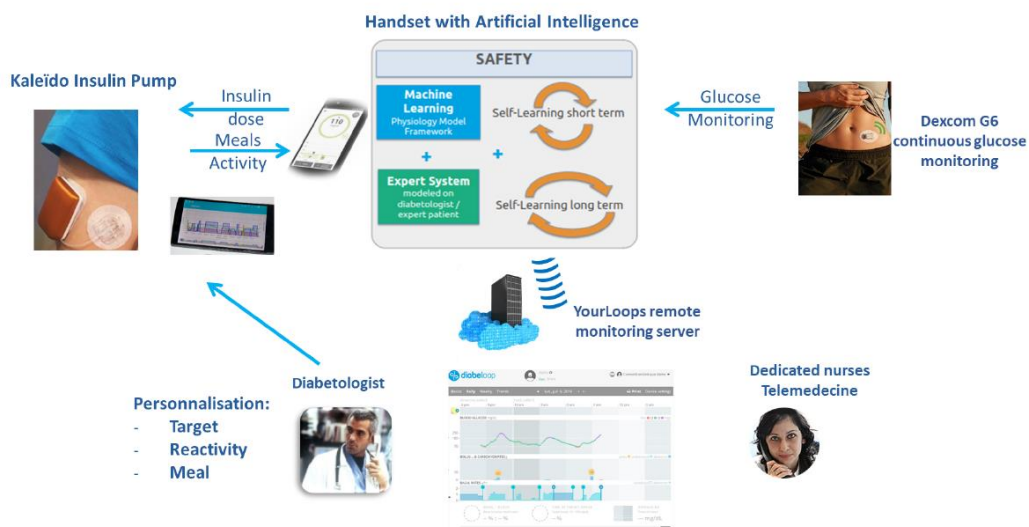 Handset with Artificial Intelligence
SAFETY
Kaleïdo Insulin Pump
Insulin
dose
Meals
Activity
110
Machine
Learning
Physiology Model
Framework
+
+
Expert System
modeled on
diabetologist /
expert patient
Self-Learning short term
Self-Learning long term
Glucose
Monitoring
Dexcom G6
continuous glucose
monitoring
YourLoops remote
monitoring server
Diabetologist
Personnalisation:
- Target
- Reactivity
- Meal
diabeloop
Dedicated nurses
Telemedecine